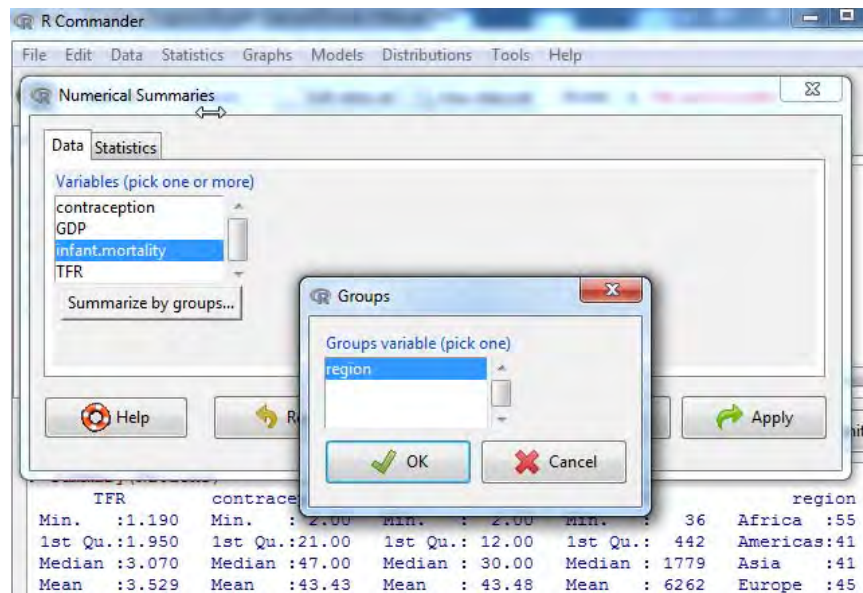 R Commander
File Edit Data Statistics Graphs Models Distributions Tools Help
Numerical Summaries
Data Statistics
Variables (pick one or more)
contraception
GDP
infant.mortality
TFR
Summarize by groups...
Groups
Groups variable (pick one)
region
OK Cancel
Help Apply
TFR contrace region
Min. :1.190 Min. : 2.00 Min. : 2.00 Min. : 36 Africa :55
1st Qu.:1.950 1st Qu.:21.00 1st Qu.: 12.00 1st Qu.: 442 Americas:41
Median :3.070 Median :47.00 Median : 30.00 Median : 1779 Asia :41
Mean :3.529 Mean :43.43 Mean : 43.48 Mean : 6262 Europe :45